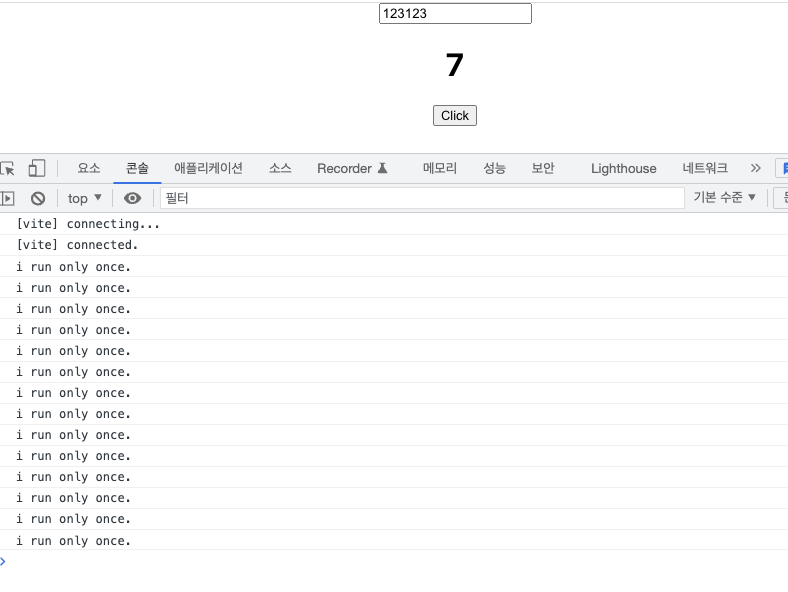 123123
7
Click
요소 콘솔 애플리케이션 소스 Recorder 메모리 성능 보안 Lighthouse 네트워크
top ▼ 필터 기본 수준 ▼
[vite] connecting...
[vite] connected.
i run only once.
i run only once.
i run only once.
i run only once.
i run only once.
i run only once.
i run only once.
i run only once.
i run only once.
i run only once.
i run only once.
i run only once.
i run only once.
i run only once.